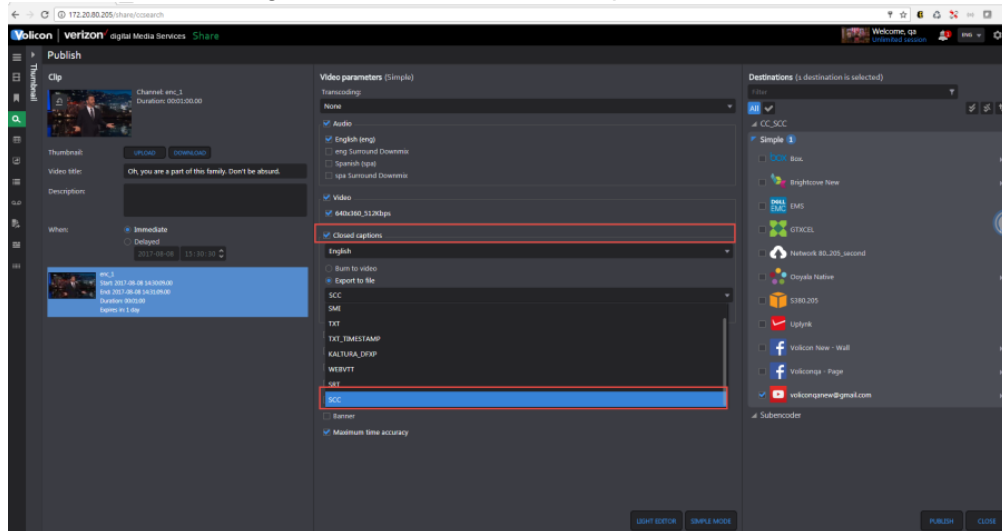 172.20.80.205/share/ccsearch
Volicon verizon digital Media Services Share
Welcome, qa
Unlimited session
ENG
Publish
Thumbnail
Clip
Channel: enc_1
Duration: 00:01:00.00
Thumbnail:
UPLOAD
DOWNLOAD
Video title:
Oh, you are a part of this family. Don't be absurd.
Description:
When:
Immediate
Delayed
2017-08-08 15:30:30
enc_1
Start: 2017-08-08 14:30:09.00
End: 2017-08-08 14:31:09.00
Duration: 00:01:00
Expires in: 1 day
Video parameters (Simple)
Transcoding:
None
Audio
English (eng)
eng Surround Downmix
Spanish (spa)
spa Surround Downmix
Video
640x360_512Kbps
Closed captions
English
Burn to video
Export to file
SCC
SMI
TXT
TXT_TIMESTAMP
KALTURA_DFXP
WEBVTT
SRT
SCC
Banner
Maximum time accuracy
LIGHT EDITOR
SIMPLE MODE
Destinations (1 destination is selected)
Filter
All
CC_SCC
Simple 1
Box.
Brightcove New
EMS
GTXCEL
Network 80..205_second
Ooyala Native
S380.205
Uplynk
Volicon New - Wall
Voliconqa - Page
voliconqanew@gmail.com
Subencoder
PUBLISH
CLOSE